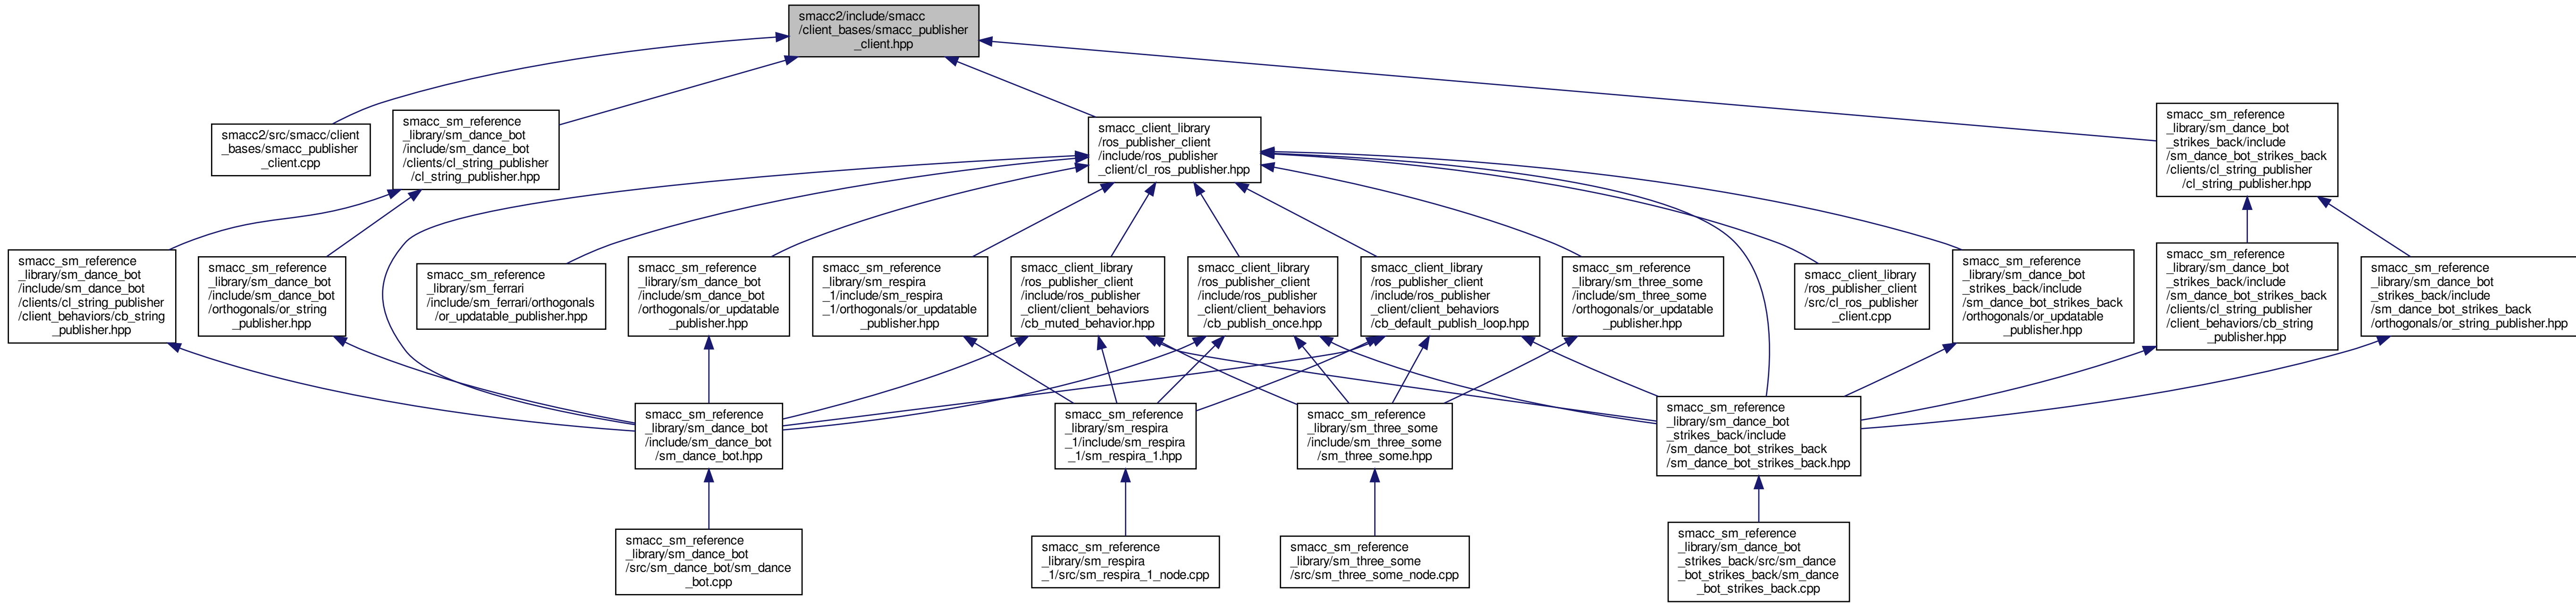 smacc2/include/smacc
/client_bases/smacc_publisher
_client.hpp
smacc2/src/smacc/client
_bases/smacc_publisher
_client.cpp
smacc_sm_reference
_library/sm_dance_bot
/include/sm_dance_bot
/clients/cl_string_publisher
/cl_string_publisher.hpp
smacc_client_library
/ros_publisher_client
/include/ros_publisher
_client/cl_ros_publisher.hpp
smacc_sm_reference
_library/sm_dance_bot
_strikes_back/include
/sm_dance_bot_strikes_back
/clients/cl_string_publisher
/cl_string_publisher.hpp
smacc_sm_reference
_library/sm_dance_bot
/include/sm_dance_bot
/clients/cl_string_publisher
/client_behaviors/cb_string
_publisher.hpp
smacc_sm_reference
_library/sm_dance_bot
/include/sm_dance_bot
/orthogonals/or_string
_publisher.hpp
smacc_sm_reference
_library/sm_ferrari
/include/sm_ferrari/orthogonals
/or_updatable_publisher.hpp
smacc_sm_reference
_library/sm_dance_bot
/include/sm_dance_bot
/orthogonals/or_updatable
_publisher.hpp
smacc_sm_reference
_library/sm_respira
_1/include/sm_respira
_1/orthogonals/or_updatable
_publisher.hpp
smacc_client_library
/ros_publisher_client
/include/ros_publisher
_client/client_behaviors
/cb_muted_behavior.hpp
smacc_client_library
/ros_publisher_client
/include/ros_publisher
_client/client_behaviors
/cb_publish_once.hpp
smacc_client_library
/ros_publisher_client
/include/ros_publisher
_client/client_behaviors
/cb_default_publish_loop.hpp
smacc_sm_reference
_library/sm_three_some
/include/sm_three_some
/orthogonals/or_updatable
_publisher.hpp
smacc_client_library
/ros_publisher_client
/src/cl_ros_publisher
_client.cpp
smacc_sm_reference
_library/sm_dance_bot
_strikes_back/include
/sm_dance_bot_strikes_back
/orthogonals/or_updatable
_publisher.hpp
smacc_sm_reference
_library/sm_dance_bot
_strikes_back/include
/sm_dance_bot_strikes_back
/clients/cl_string_publisher
/client_behaviors/cb_string
_publisher.hpp
smacc_sm_reference
_library/sm_dance_bot
_strikes_back/include
/sm_dance_bot_strikes_back
/orthogonals/or_string_publisher.hpp
smacc_sm_reference
_library/sm_dance_bot
/include/sm_dance_bot
/sm_dance_bot.hpp
smacc_sm_reference
_library/sm_respira
_1/include/sm_respira
_1/sm_respira_1.hpp
smacc_sm_reference
_library/sm_three_some
/include/sm_three_some
/sm_three_some.hpp
smacc_sm_reference
_library/sm_dance_bot
_strikes_back/include
/sm_dance_bot_strikes_back
/sm_dance_bot_strikes_back.hpp
smacc_sm_reference
_library/sm_dance_bot
/src/sm_dance_bot/sm_dance
_bot.cpp
smacc_sm_reference
_library/sm_respira
_1/src/sm_respira_1_node.cpp
smacc_sm_reference
_library/sm_three_some
/src/sm_three_some_node.cpp
smacc_sm_reference
_library/sm_dance_bot
_strikes_back/src/sm_dance
_bot_strikes_back/sm_dance
_bot_strikes_back.cpp